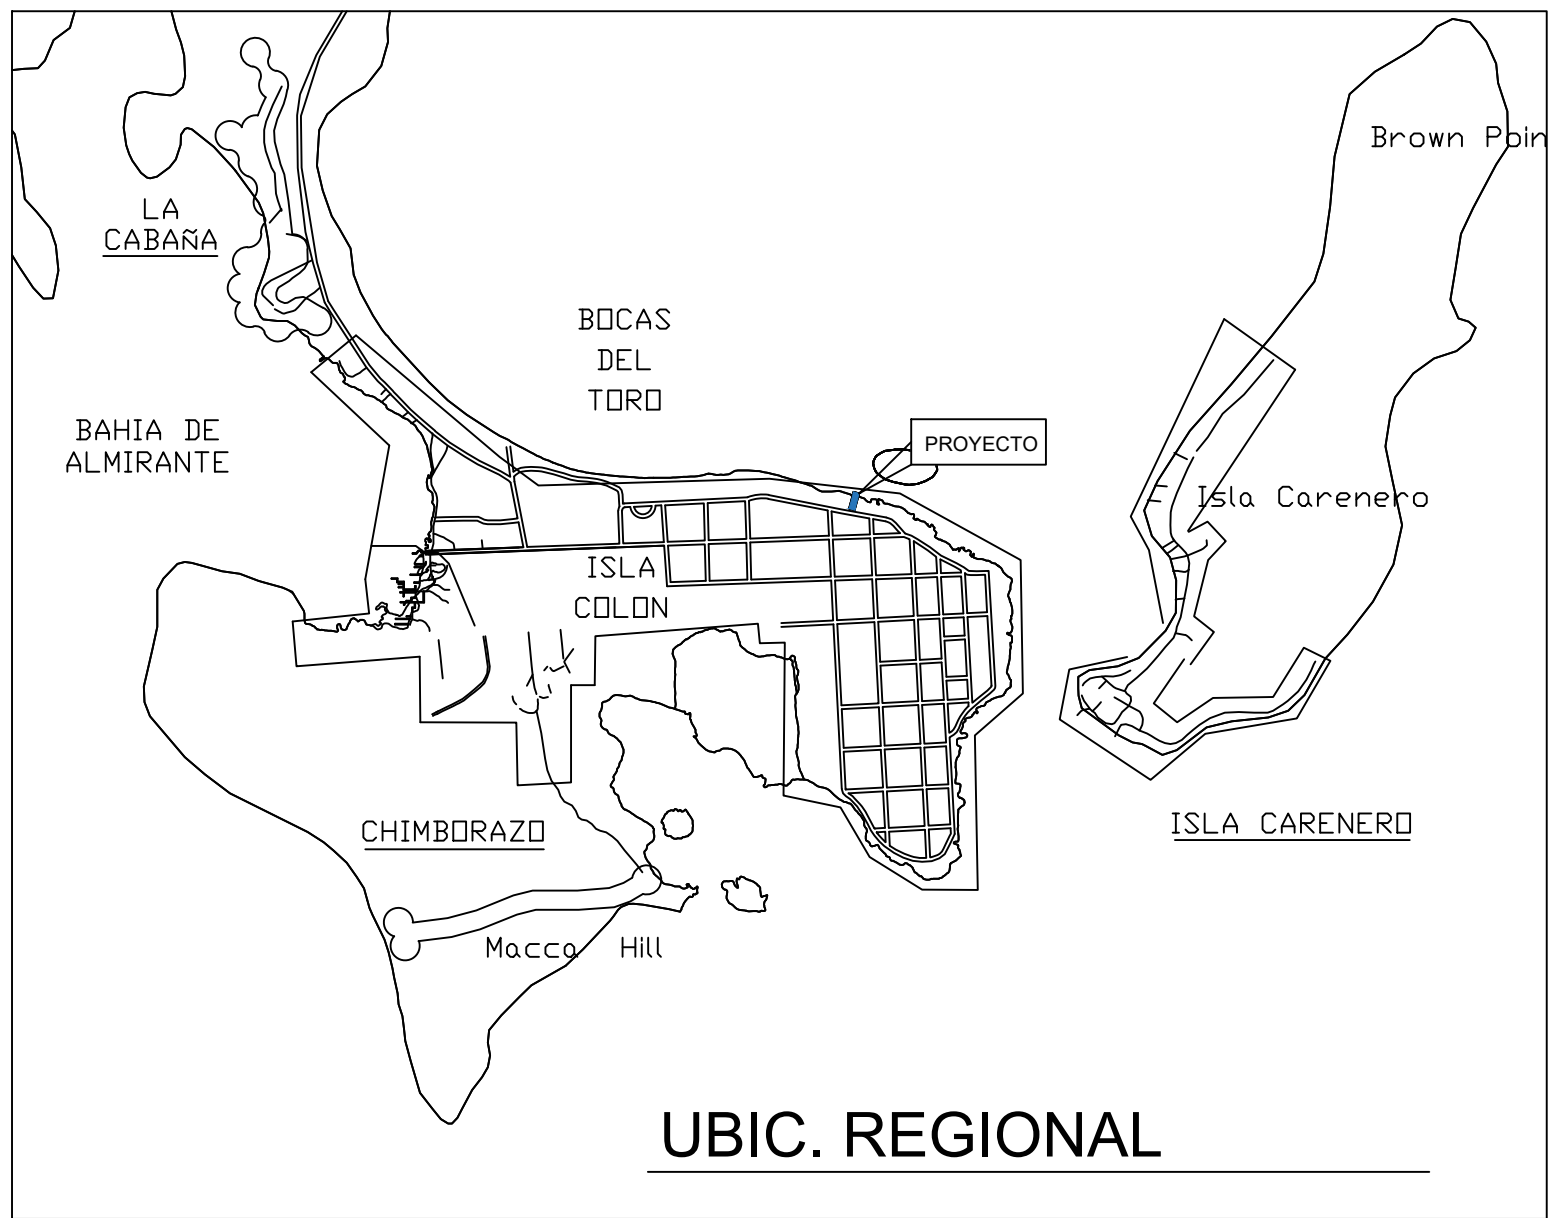 Brown Poin
LA
CABAÑA
BOCAS
DEL
TORO
BAHIA DE
ALMIRANTE
PROYECTO
Isla Carenero
ISLA
COLON
CHIMBORAZO
ISLA CARENERO
Macca Hill
UBIC. REGIONAL